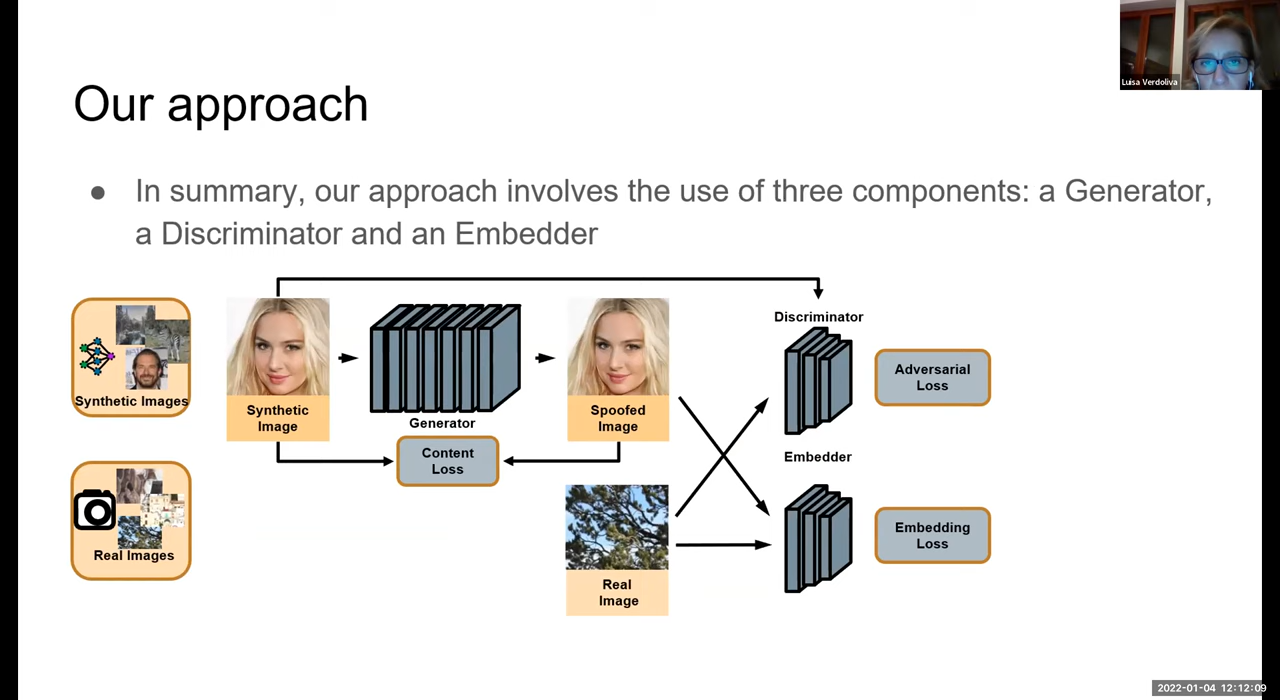 Luisa Verdoliva
Our approach
● In summary, our approach involves the use of three components: a Generator,
a Discriminator and an Embedder
Synthetic Images
Real Images
Synthetic
Image
Generator
Content
Loss
Spoofed
Image
Real
Image
Discriminator
Adversarial
Loss
Embedder
Embedding
Loss
2022-01-04 12:12:09